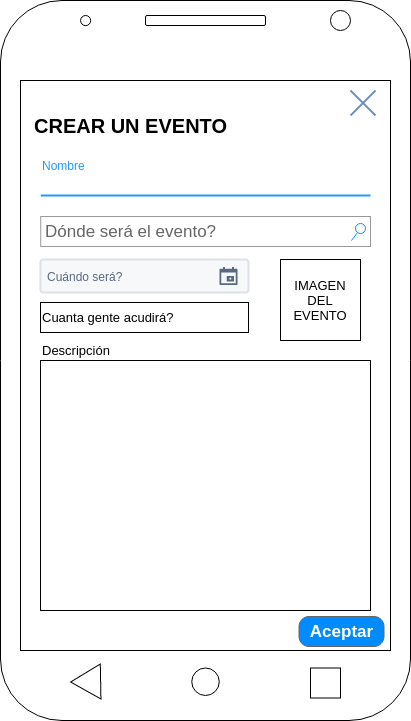 CREAR UN EVENTO
Nombre
Dónde será el evento?
Cuándo será?
IMAGEN
DEL
EVENTO
Cuanta gente acudirá?
Descripción
Aceptar